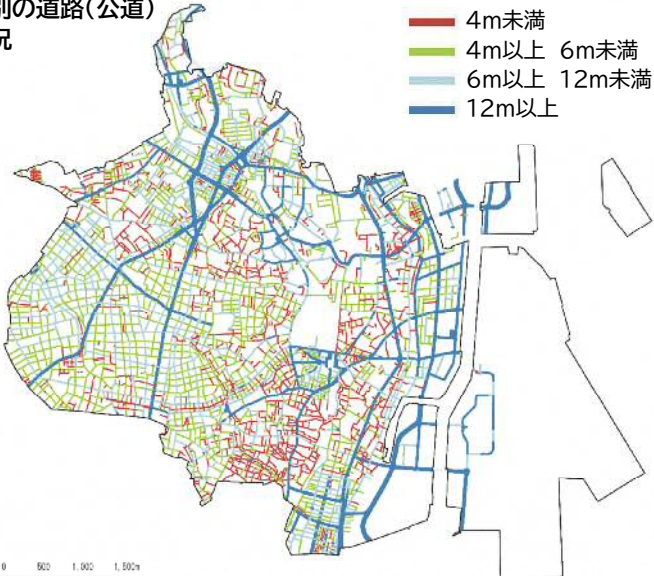 別の道路(公道)
況
4m未満
4m以上 6m未満
6m以上 12m未満
12m以上
0 500 1,000 1,500m